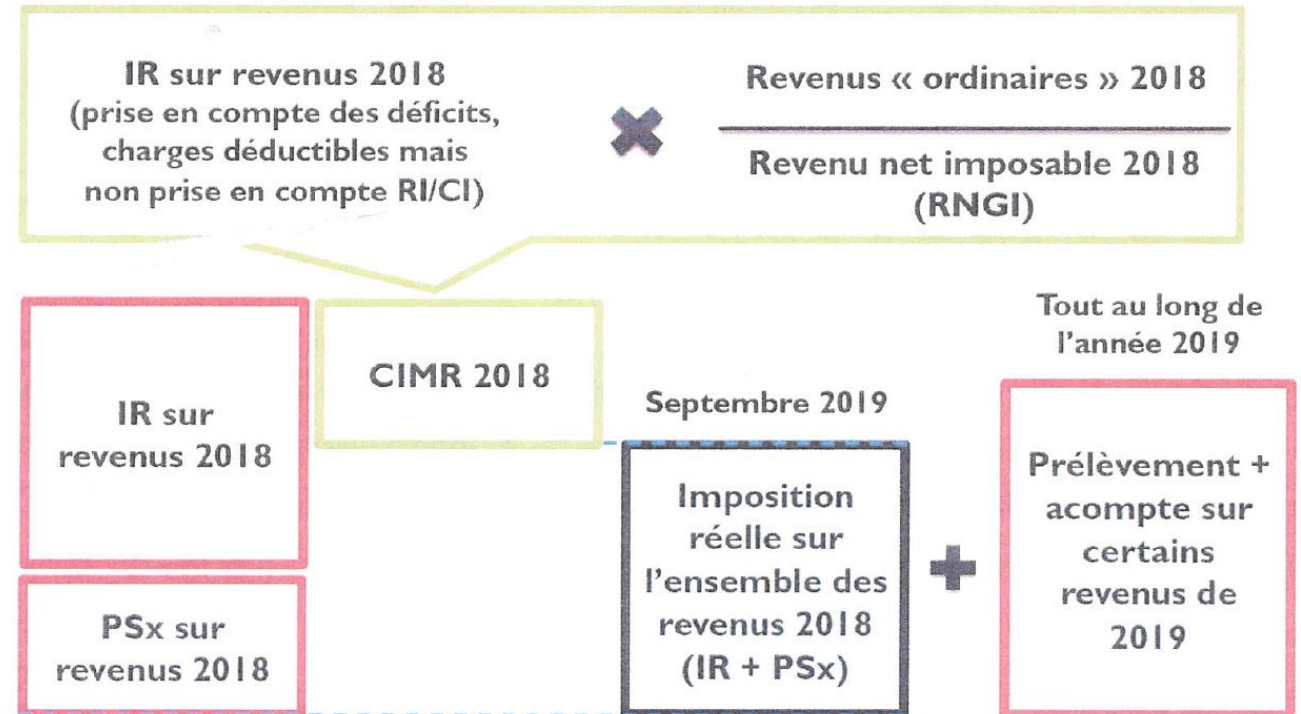 IR sur revenus 2018
(prise en compte des déficits,
charges déductibles mais
non prise en compte RI/CI)
Revenus « ordinaires » 2018
Revenu net imposable 2018
(RNGI)
IR sur
revenus 2018
CIMR 2018
PSx sur
revenus 2018
Septembre 2019
Imposition
réelle sur
l'ensemble des
revenus 2018
(IR + PSx)
Tout au long de
l'année 2019
Prélèvement +
acompte sur
certains
revenus de
2019